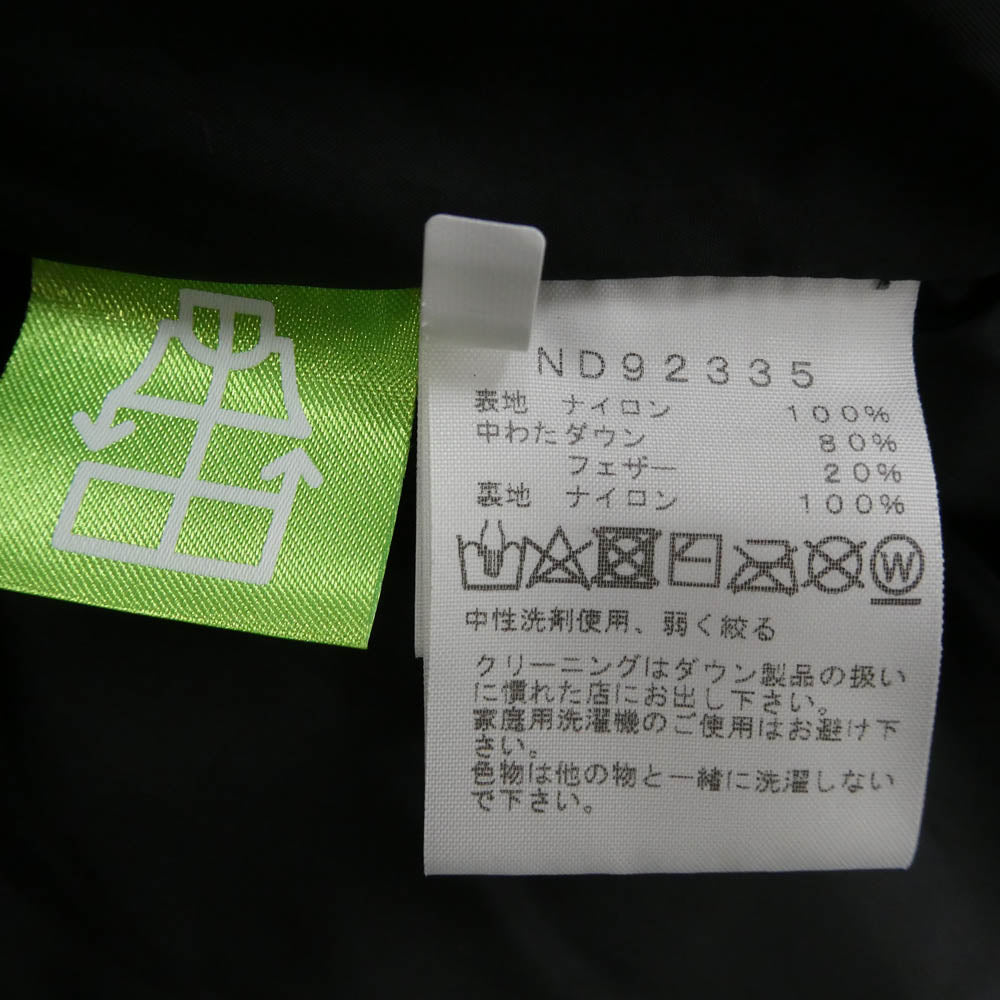 ND92335
表地 ナイロン 100%
中わたダウン 80%
フェザー 20%
裏地 ナイロン 100%
W
中性洗剤使用、弱く絞る
クリーニングはダウン製品の扱い
に慣れた店にお出し下さい。
家庭用洗濯機のご使用はお避け下
さい。
色物は他の物と一緒に洗濯しない
で下さい。